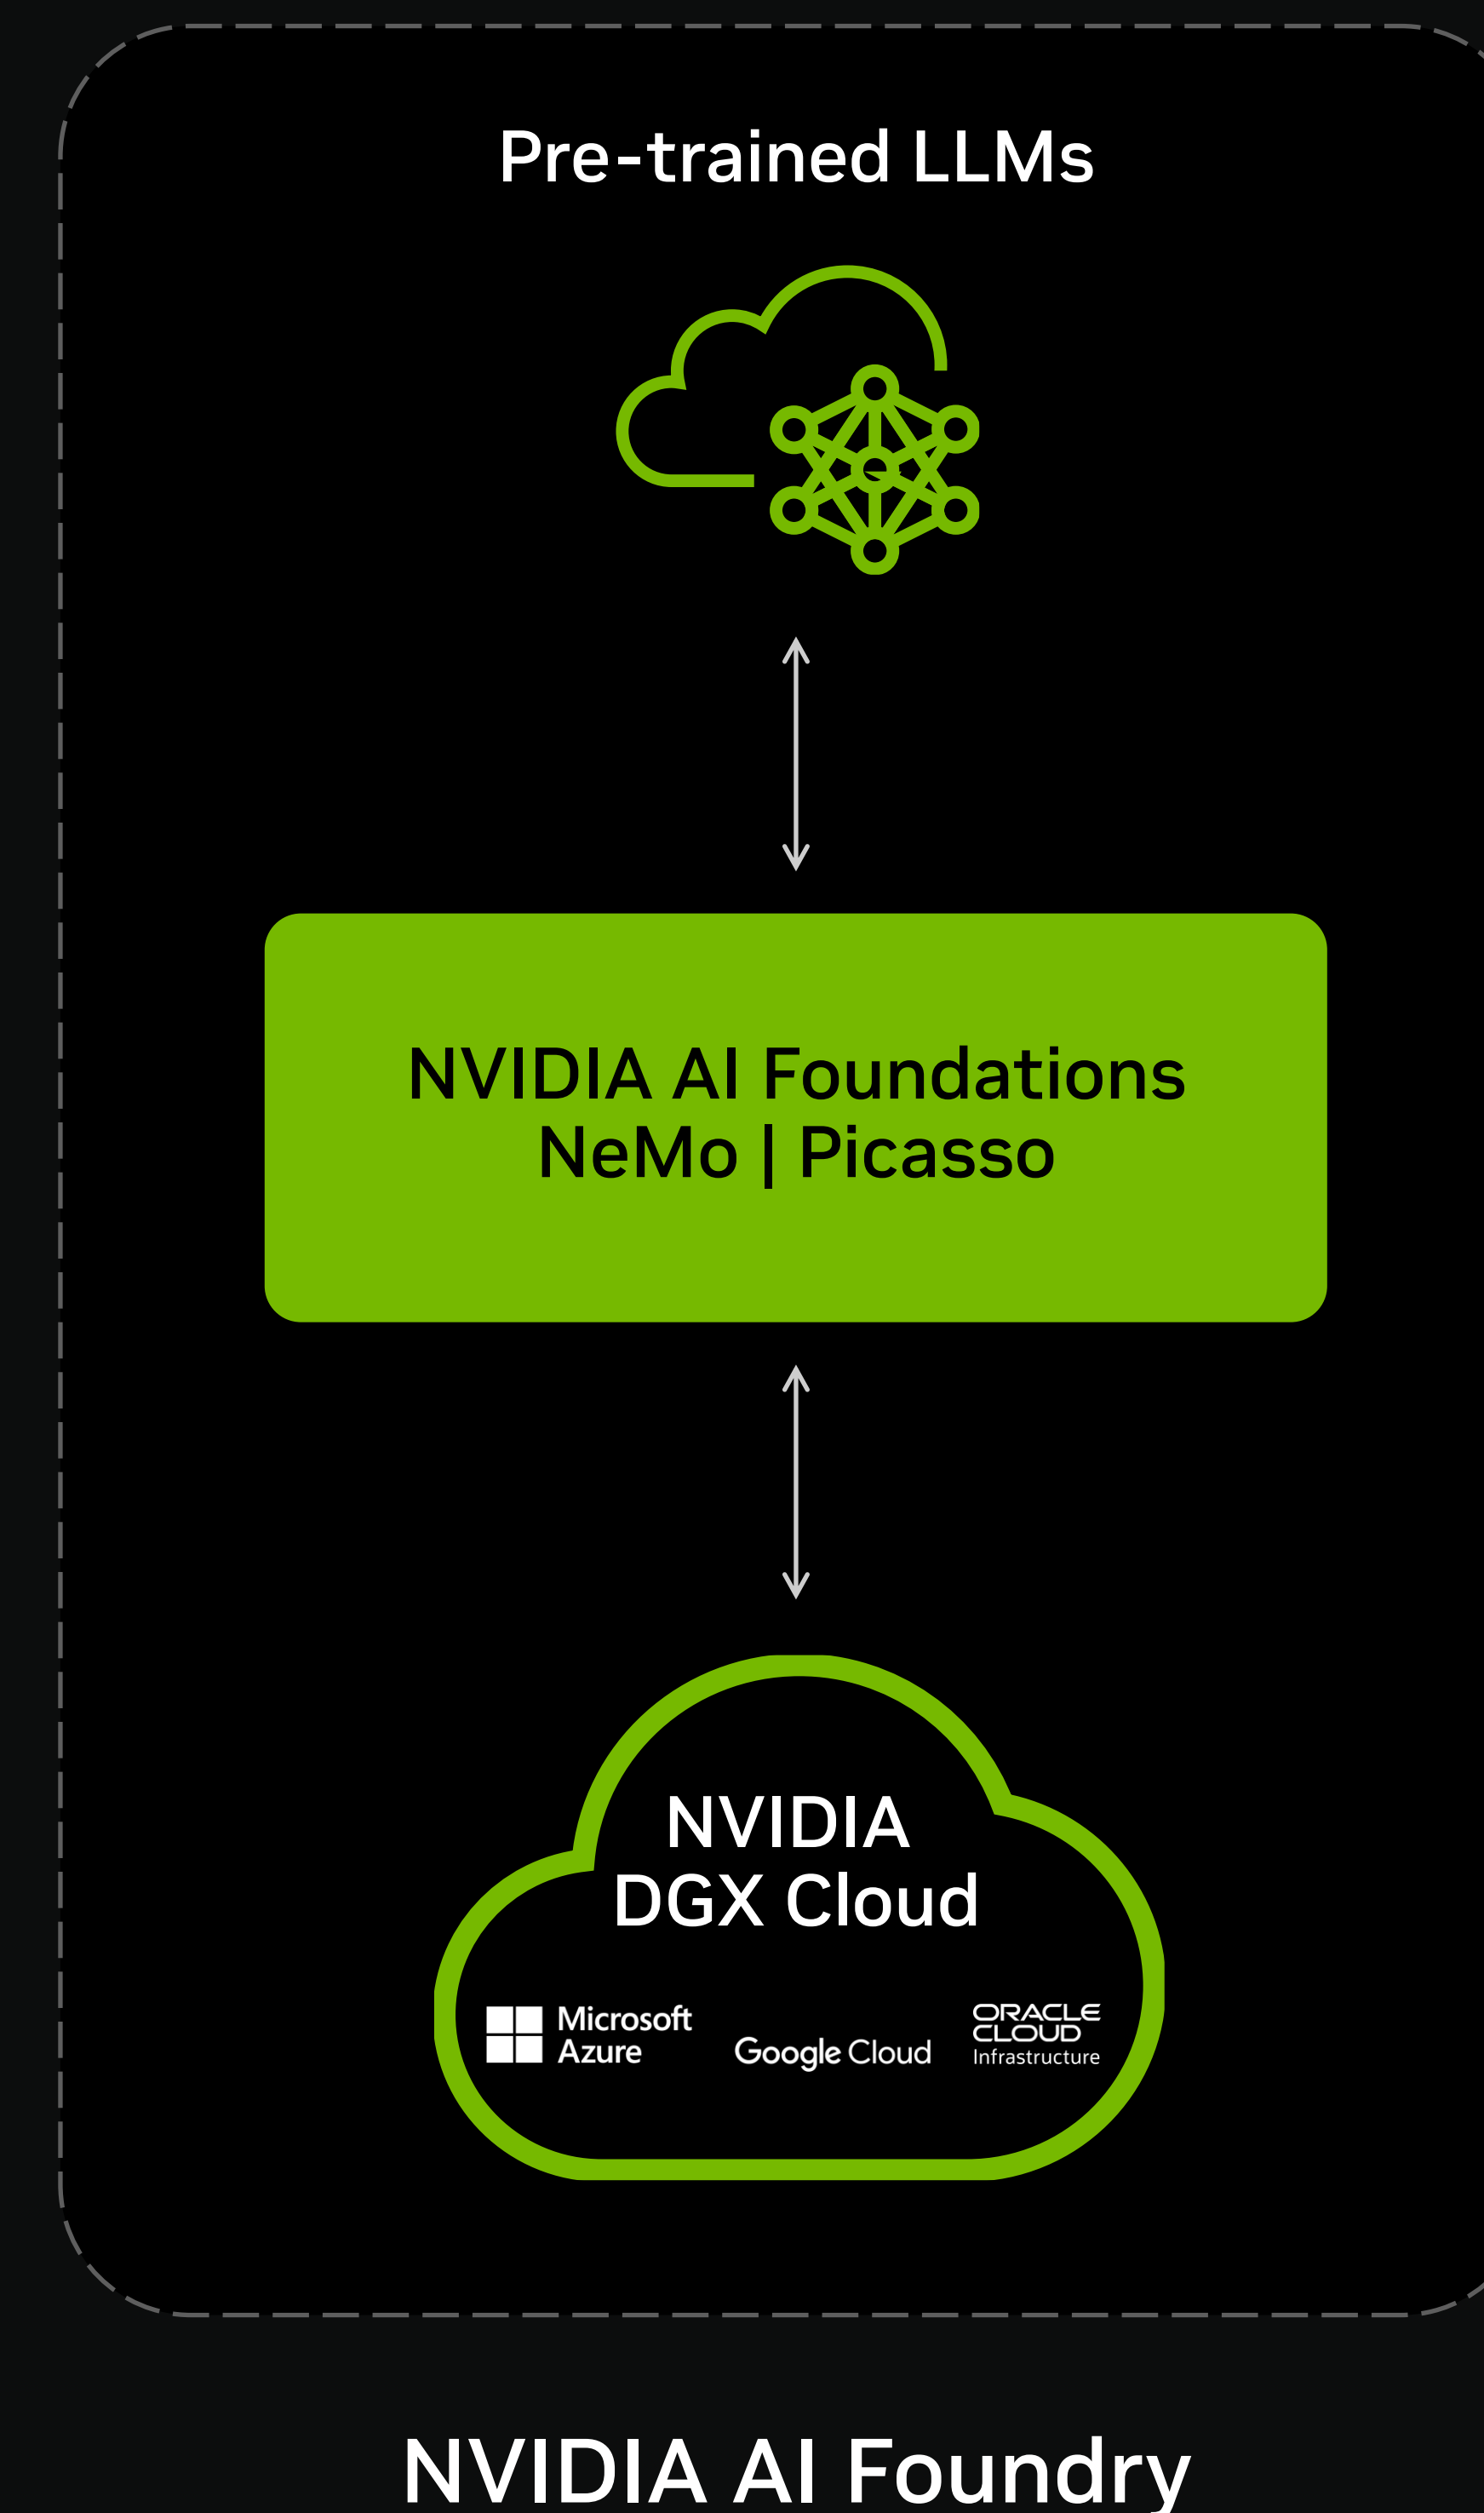 Pre-trained LLMs
NVIDIA AI Foundations
NeMo | Picasso
NVIDIA
DGX Cloud
Microsoft
Azure
Google Cloud
ORACLE
CLOUD
Infrastructure
NVIDIA AI Foundry